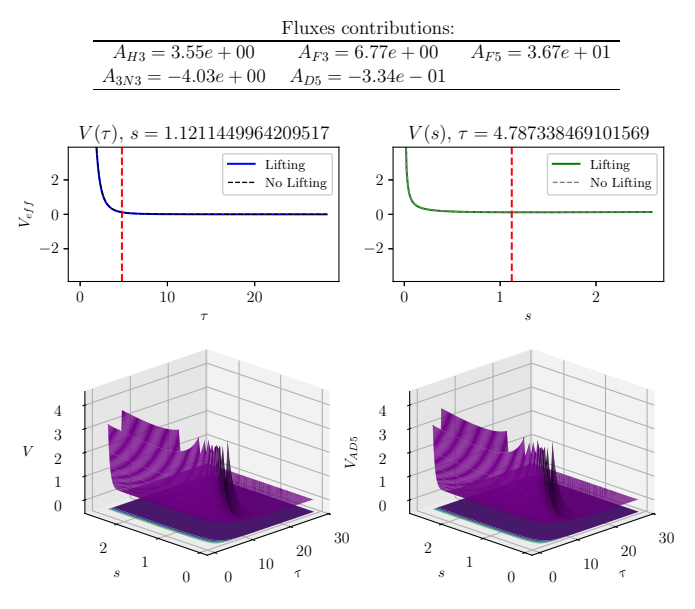 Fluxes contributions:
A_{H3} = 3.55e + 00 A_{F3} = 6.77e + 00 A_{F5} = 3.67e + 01
A_{3N3} = −4.03e + 00 A_{D5} = −3.34e − 01
V(τ), s = 1.1211449964209517
V(s), τ = 4.787338469101569
V_{eff}
2
0
−2
Lifting
No Lifting
0 10 20
τ
2
0
−2
Lifting
No Lifting
0 1 2
s
V
4
3
2
1
0
2 1 0
s
0 10 20 30
τ
V_{AD5}
4
3
2
1
0
2 1 0
s
0 10 20 30
τ